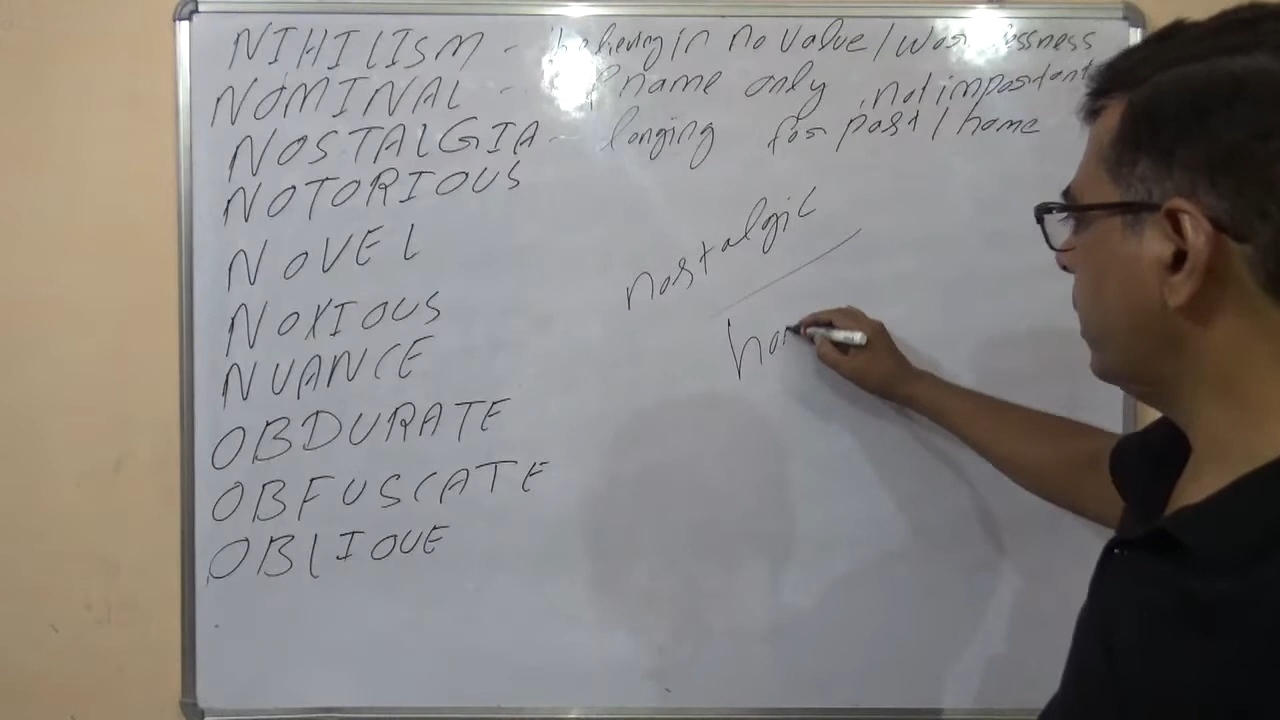 NIHILISM - believing in no value/
NOMINAL - of name only, not important
NOSTALGIA - longing for past/home
NOTORIOUS
NOVEL
NOXIOUS
NUANCE
OBDURATE
OBFUSCATE
OBLIQUE
nostalgic